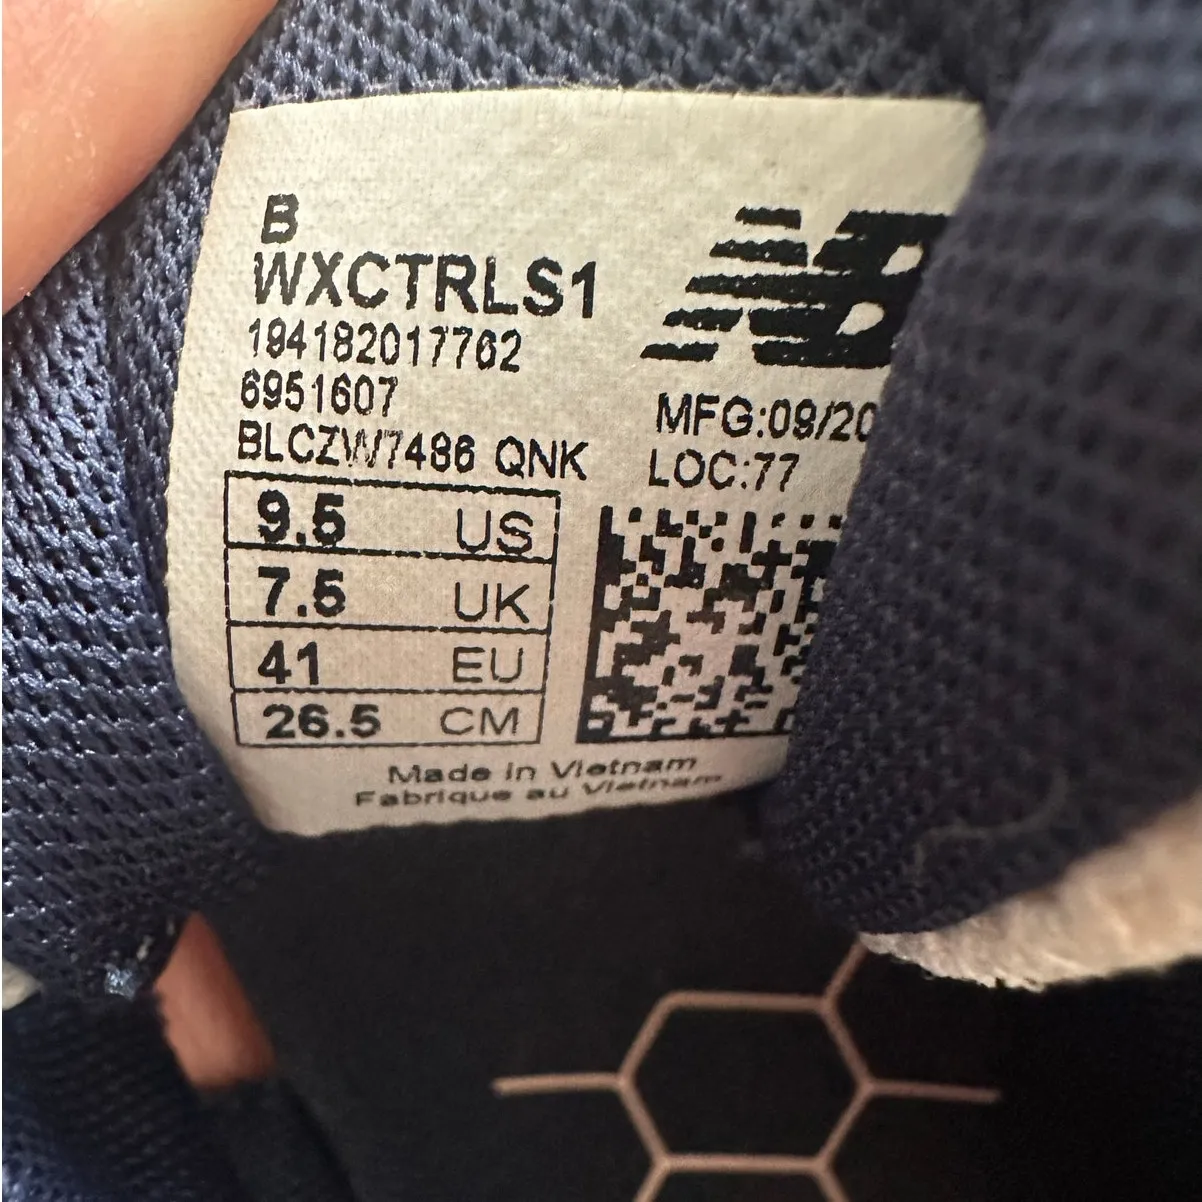 B
WXCTRLS1
194182017762
6951607
BLCZW7486 QNK
NB
MFG:09/20
LOC:77
9.5 US
7.5 UK
41 EU
26.5 CM
Made in Vietnam
Fabrique au Vietnam